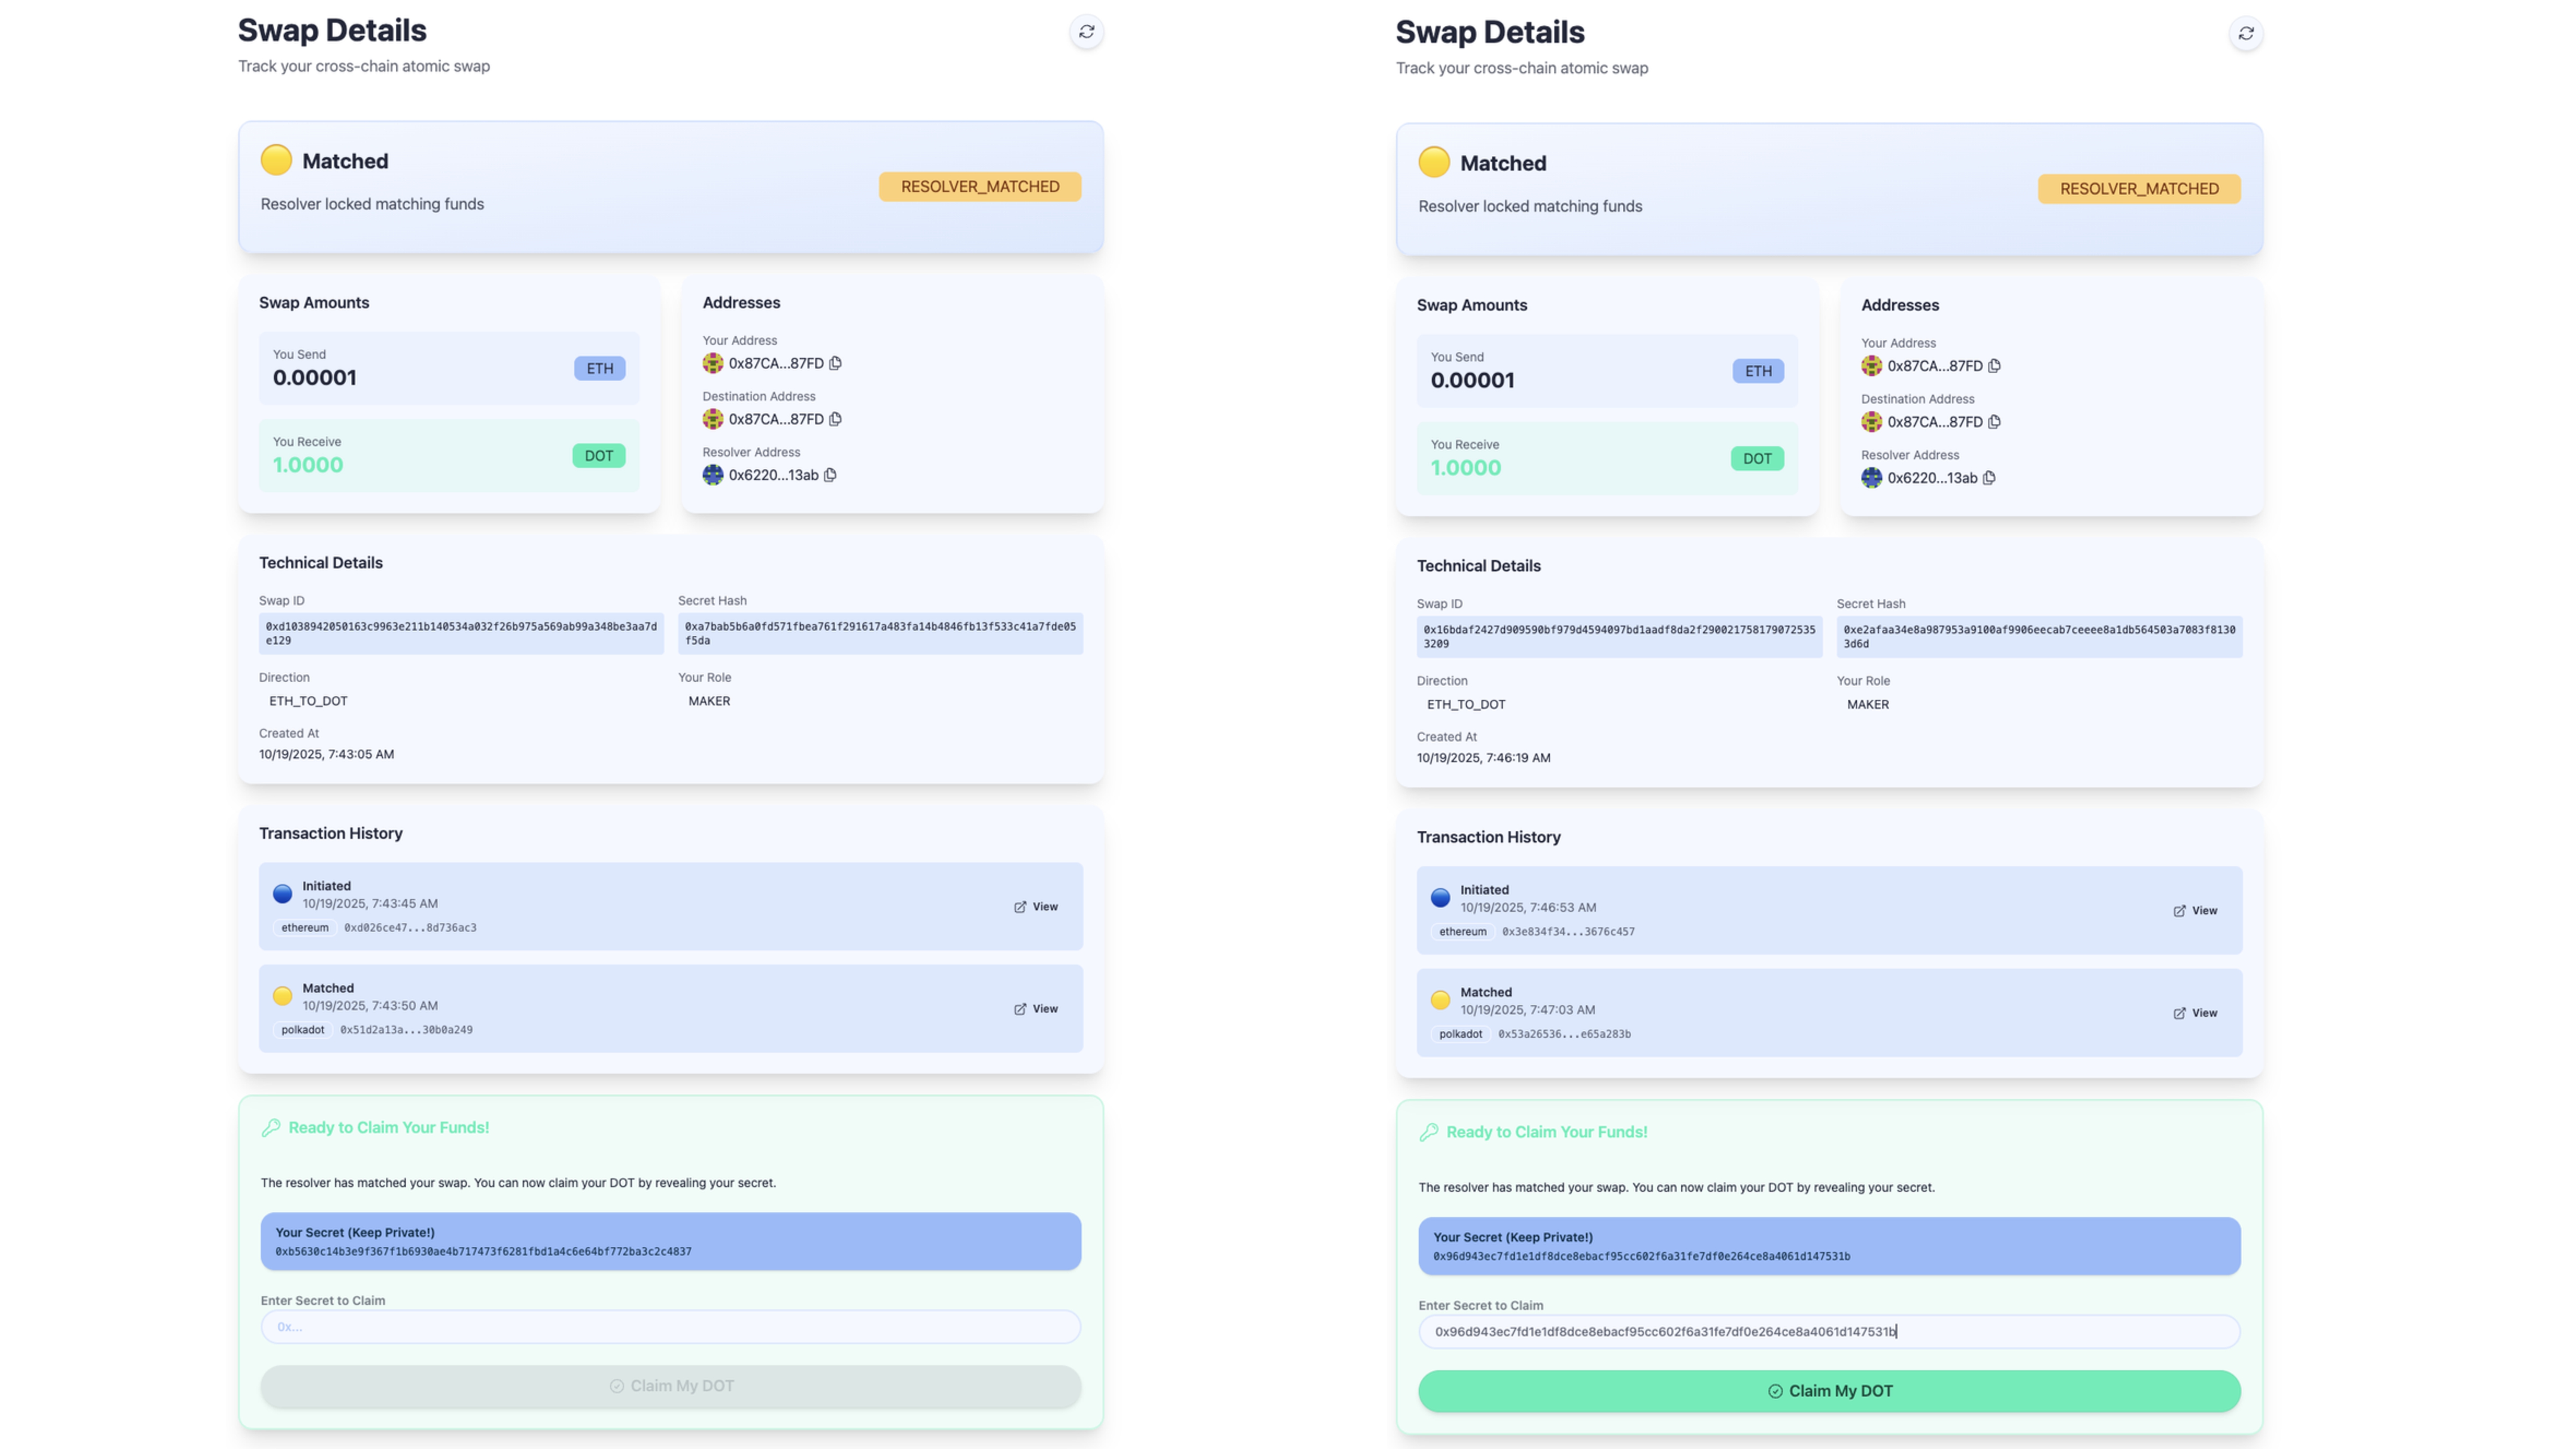 Swap Details
Track your cross-chain atomic swap
Matched
Resolver locked matching funds
RESOLVER_MATCHED
Swap Amounts
You Send
0.00001
ETH
You Receive
1.0000
DOT
Addresses
Your Address
0x87CA...87FD
Destination Address
0x87CA...87FD
Resolver Address
0x6220...13ab
Technical Details
Swap ID
0xd1038942050163c9963e211b140534a032f26b975a569ab99a348be3aa7d
e129
Secret Hash
0xa7bab5b6a0fd571fbea761f291617a483fa14b4846fb13f533c41a7fde05
f5da
Direction
ETH_TO_DOT
Your Role
MAKER
Created At
10/19/2025, 7:43:05 AM
Transaction History
Initiated
10/19/2025, 7:43:45 AM
ethereum 0xd026ce47...8d736ac3
View
Matched
10/19/2025, 7:43:50 AM
polkadot 0x51d2a13a...30b0a249
View
Ready to Claim Your Funds!
The resolver has matched your swap. You can now claim your DOT by revealing your secret.
Your Secret (Keep Private!)
0xb5630c14b3e9f367f1b6930ae4b717473f6281fbd1a4c6e64bf772ba3c2c4837
Enter Secret to Claim
0x...
Claim My DOT
Swap Details
Track your cross-chain atomic swap
Matched
Resolver locked matching funds
RESOLVER_MATCHED
Swap Amounts
You Send
0.00001
ETH
You Receive
1.0000
DOT
Addresses
Your Address
0x87CA...87FD
Destination Address
0x87CA...87FD
Resolver Address
0x6220...13ab
Technical Details
Swap ID
0x16bdaf2427d909590bf979d4594097bd1aadf8da2f290021758179072535
3209
Secret Hash
0xe2afaa34e8a987953a9100af9906eecab7ceeee8a1db564503a7083f8130
3d6d
Direction
ETH_TO_DOT
Your Role
MAKER
Created At
10/19/2025, 7:46:19 AM
Transaction History
Initiated
10/19/2025, 7:46:53 AM
ethereum 0x3e834f34...3676c457
View
Matched
10/19/2025, 7:47:03 AM
polkadot 0x53a26536...e65a283b
View
Ready to Claim Your Funds!
The resolver has matched your swap. You can now claim your DOT by revealing your secret.
Your Secret (Keep Private!)
0x96d943ec7fd1e1df8dce8ebacf95cc602f6a31fe7df0e264ce8a4061d147531b
Enter Secret to Claim
0x96d943ec7fd1e1df8dce8ebacf95cc602f6a31fe7df0e264ce8a4061d147531b
Claim My DOT